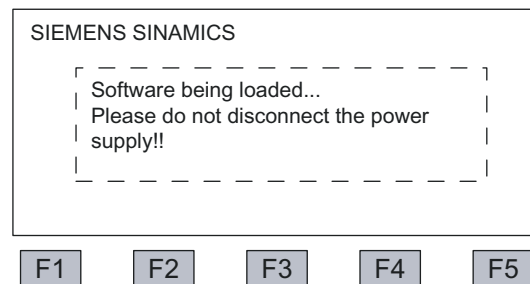 SIEMENS SINAMICS
Software being loaded...
Please do not disconnect the power
supply!!
F1 F2 F3 F4 F5